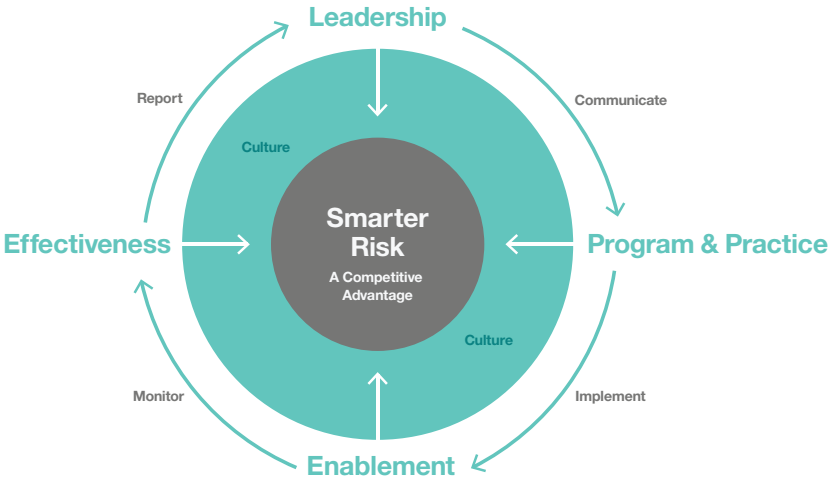 Leadership
Report
Communicate
Culture
Smarter
Risk
A Competitive
Advantage
Effectiveness
Program & Practice
Culture
Monitor
Implement
Enablement